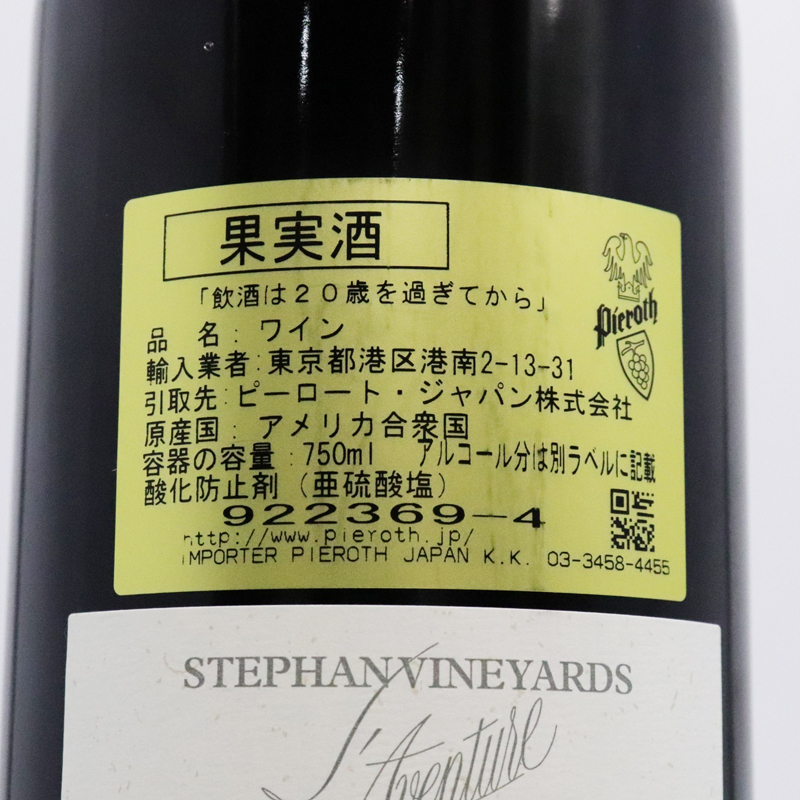 果実酒
「飲酒は20歳を過ぎてから」
Pieroth
品 名: ワイン
輸入業者:東京都港区港南2-13-31
引取先:ピーロート・ジャパン株式会社
原産国: アメリカ合衆国
容器の容量:750ml アルコール分は別ラベルに記載
酸化防止剤(亜硫酸塩)
922369-4
http://www.pieroth.jp/
IMPORTER PIEROTH JAPAN K.K. 03-3458-4455
STEPHAN VINEYARDS
L'Aventure